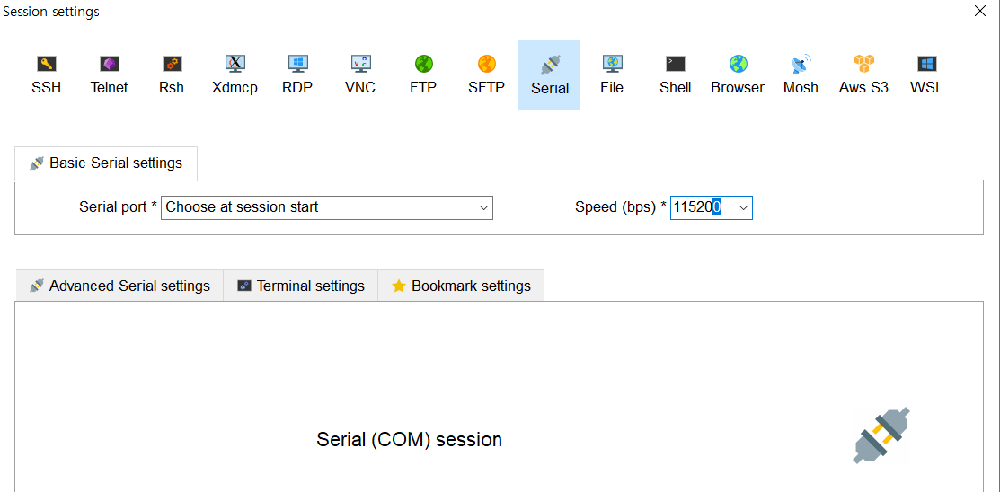 Session settings
SSH Telnet Rsh Xdmcp RDP VNC FTP SFTP Serial File Shell Browser Mosh Aws S3 WSL
Basic Serial settings
Serial port * Choose at session start Speed (bps) * 115200
Advanced Serial settings Terminal settings Bookmark settings
Serial (COM) session